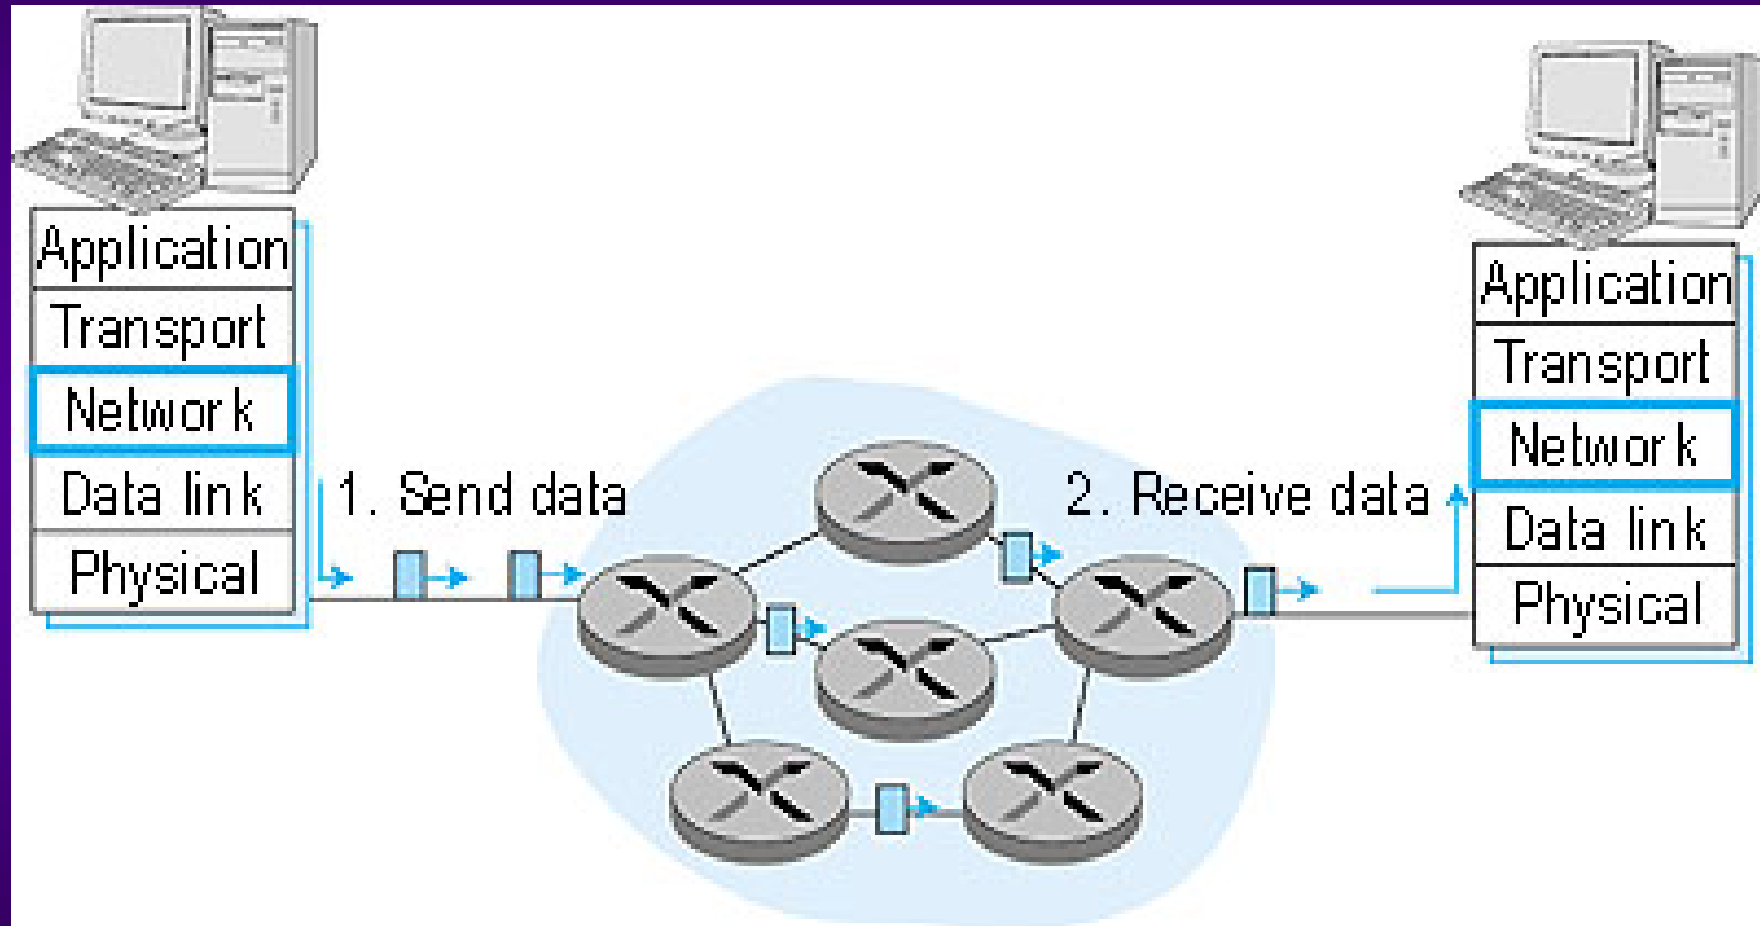 Application
Transport
Network
Data link
Physical
1. Send data
2. Receive data
Application
Transport
Network
Data link
Physical